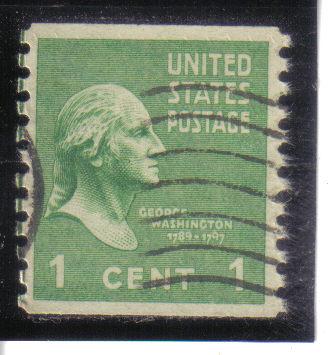 UNITED
STATES
POSTAGE
GEORGE
WASHINGTON
1789-1797
1 CENT 1